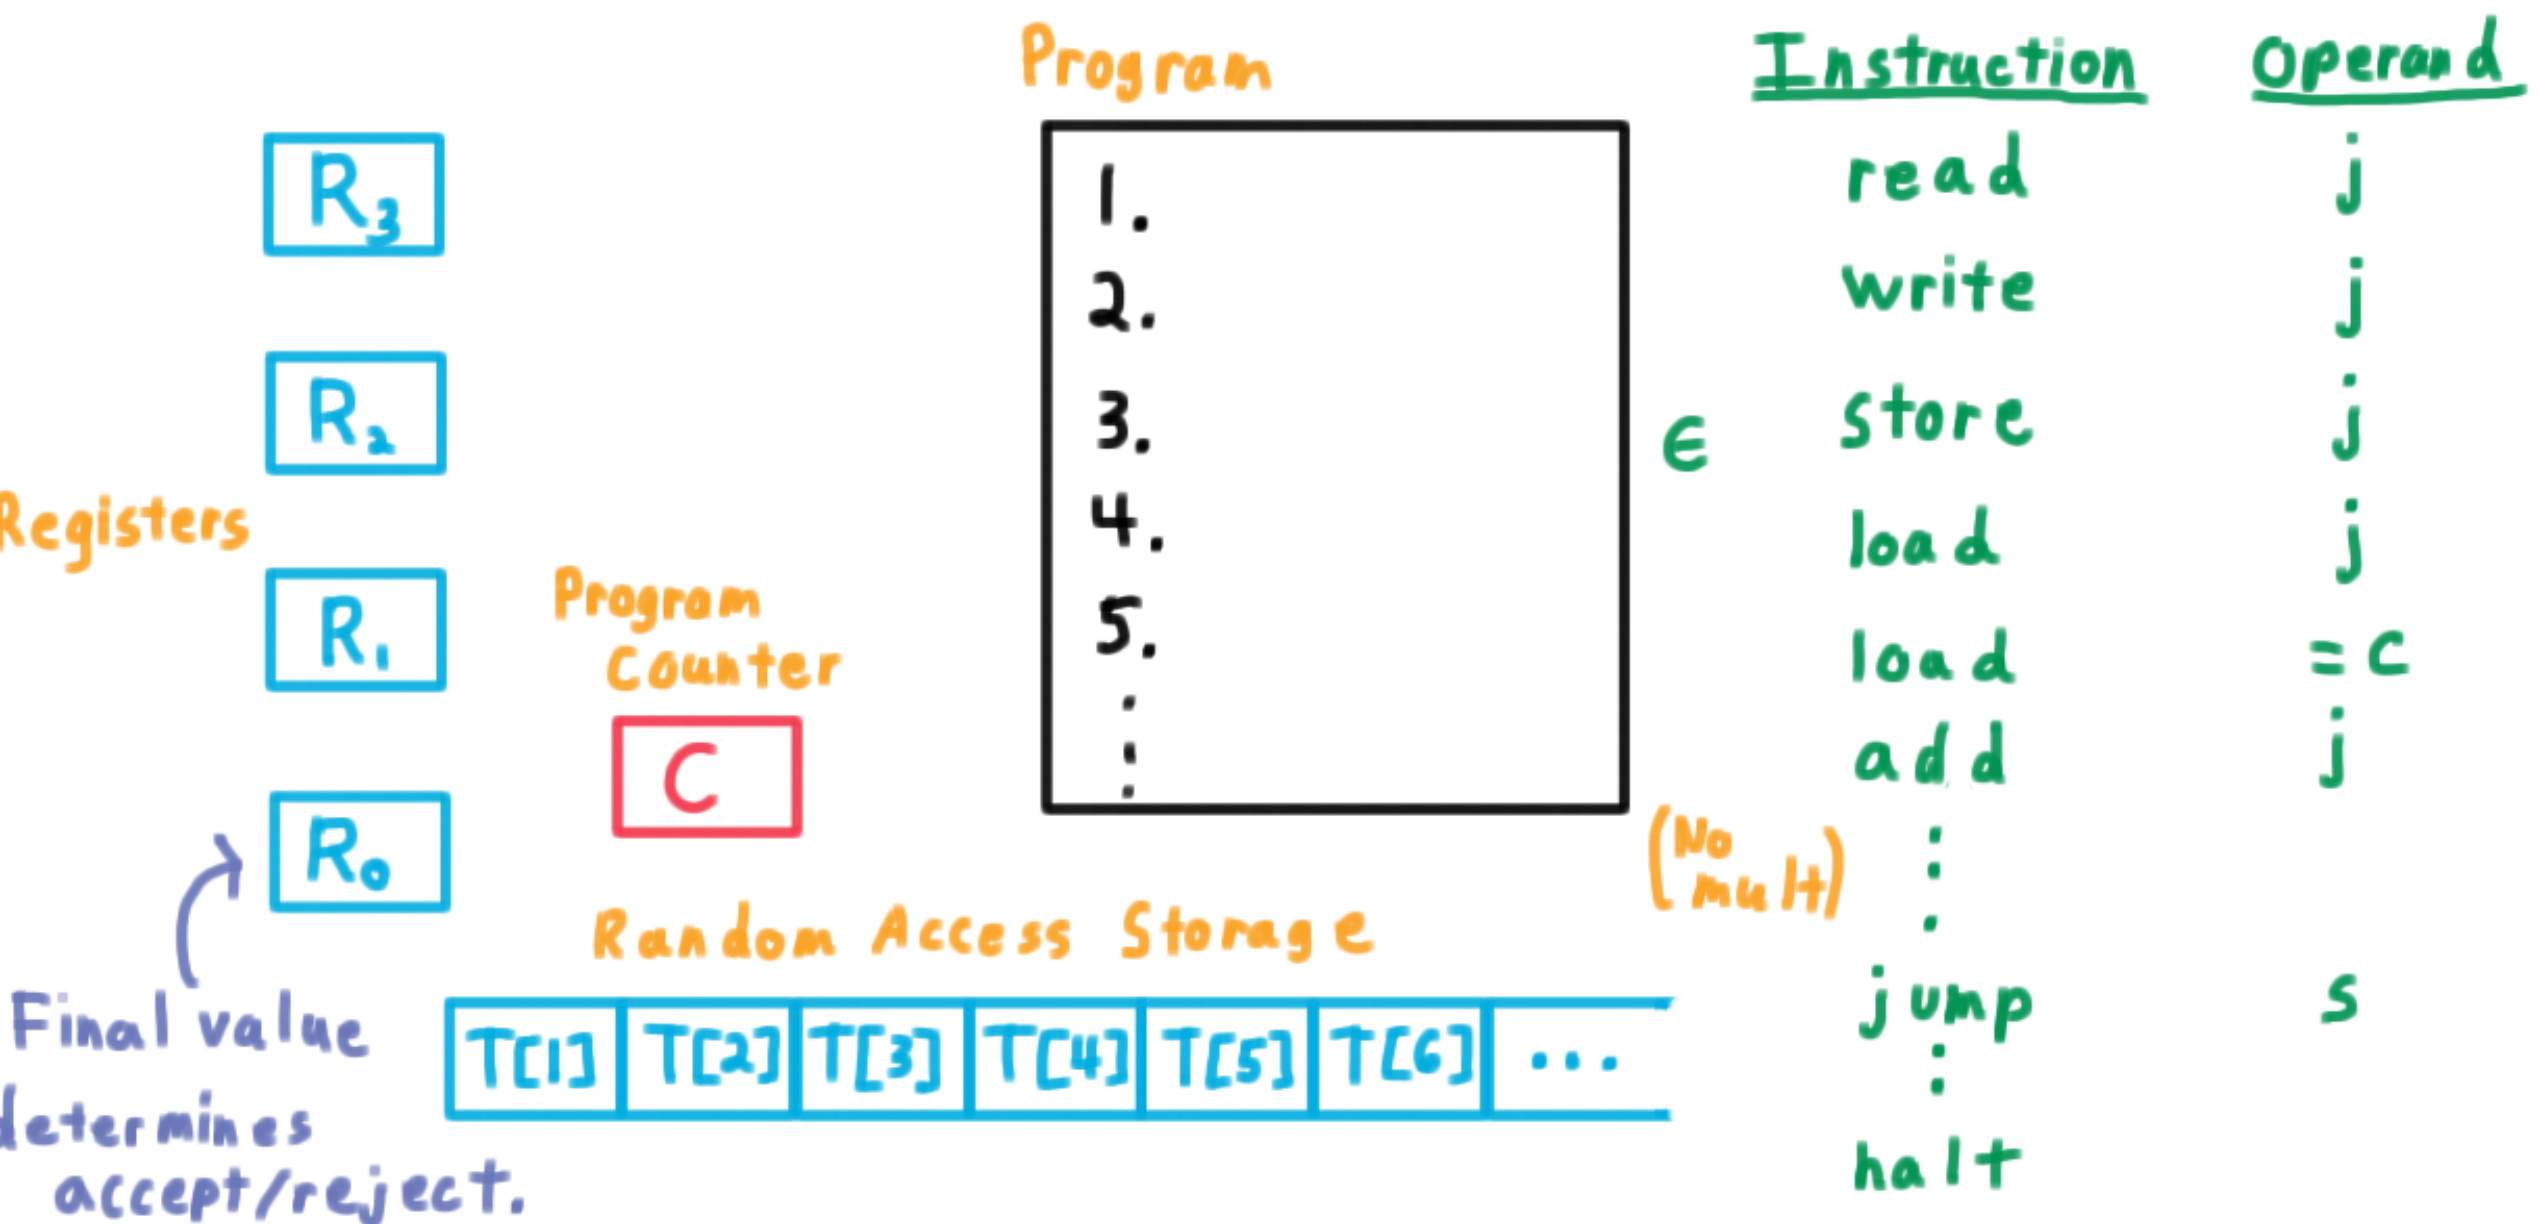 Program
1.
2.
3.
4.
5.
Registers
R₃
R₂
R₁
R₀
Program
Counter
C
Final value
determines
accept/reject.
Random Access Storage
T[1] T[2] T[3] T[4] T[5] T[6] ...
∈
(No
mult)
Instruction Operand
read j
write j
store j
load j
load =C
add j
jump s
halt